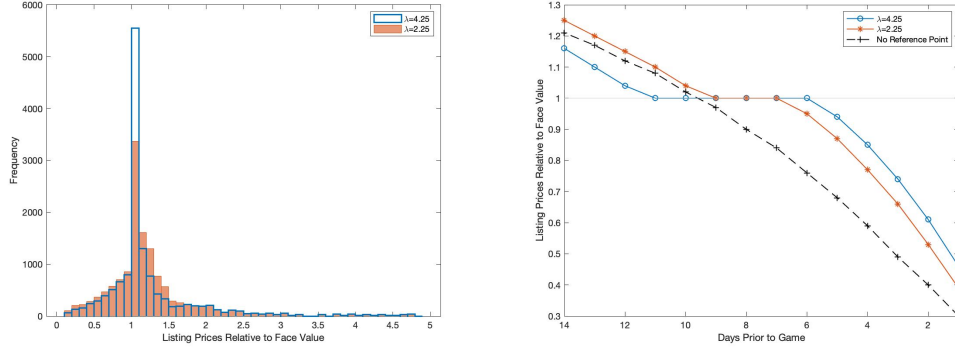 6000
5000
4000
3000
2000
1000
0
Frequency
0 0.5 1 1.5 2 2.5 3 3.5 4 4.5 5
Listing Prices Relative to Face Value
λ=4.25
λ=2.25
1.3
1.2
1.1
1
0.9
0.8
0.7
0.6
0.5
0.4
0.3
Listing Prices Relative to Face Value
14 12 10 8 6 4 2
Days Prior to Game
λ=4.25
λ=2.25
No Reference Point